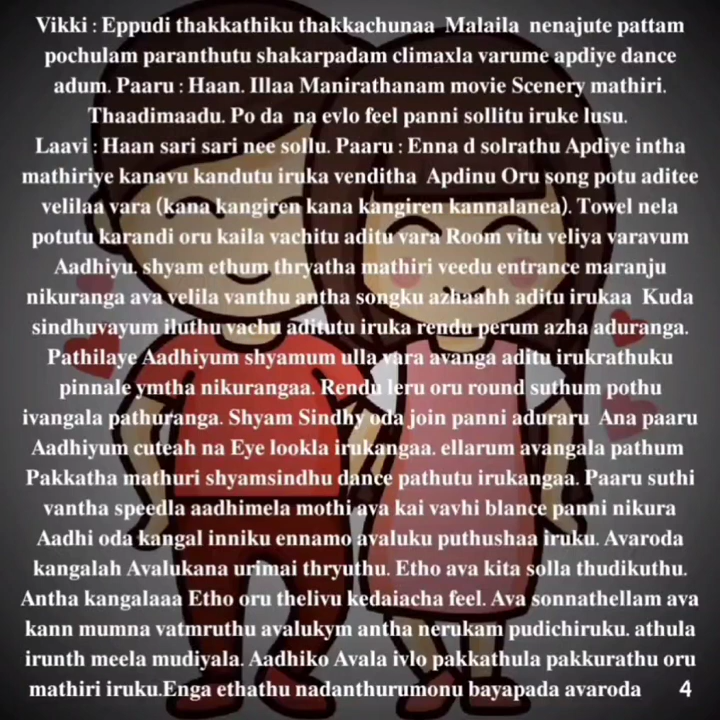 Vikki : Eppudi thakkathiku thakkachunaa Malaila nenajute pattam
pochulam paranthutu shakarpadam climaxla varume apdiye dance
adum. Paaru : Haan. Illaa Manirathanam movie Scenery mathiri.
Thaadimaadu. Po da na evlo feel panni sollitu iruke lusu.
Laavi : Haan sari sari nee sollu. Paaru : Enna d solrathu Apdiye intha
mathiriye kanavu kandutu iruka venditha Apdinu Oru song potu aditee
velilaa vara (kana kangiren kana kangiren kannalanea). Towel nela
potutu karandi oru kaila vachitu aditu vara Room vitu veliya varavum
Aadhiyu. shyam ethum thryatha mathiri veedu entrance maranju
nikuranga ava velila vanthu antha songku azhaahh aditu irukaa Kuda
sindhuvayum iluthu vachu aditutu iruka rendu perum azha aduranga.
Pathilaye Aadhiyum shyamum ulla vara avanga aditu irukrathuku
pinnale ymtha nikurangaa. Rendu leru oru round suthum pothu
ivangala pathuranga. Shyam Sindhy oda join panni aduraru Ana paaru
Aadhiyum cuteah na Eye lookla irukangaa. ellarum avangala pathum
Pakkatha mathuri shyamsindhu dance pathutu irukangaa. Paaru suthi
vantha speedla aadhimela mothi ava kai vavhi blance panni nikura
Aadhi oda kangal inniku ennamo avaluku puthushaa iruku. Avaroda
kangalah Avalukana urimai thryuthu. Etho ava kita solla thudikuthu.
Antha kangalaaa Etho oru thelivu kedaiacha feel. Ava sonnathellam ava
kann mumna vatmruthu avalukym antha nerukam pudichiruku. athula
irunth meela mudiyala. Aadhiko Avala ivlo pakkathula pakkurathu oru
mathiri iruku.Enga ethathu nadanthurumonu bayapada avaroda 4